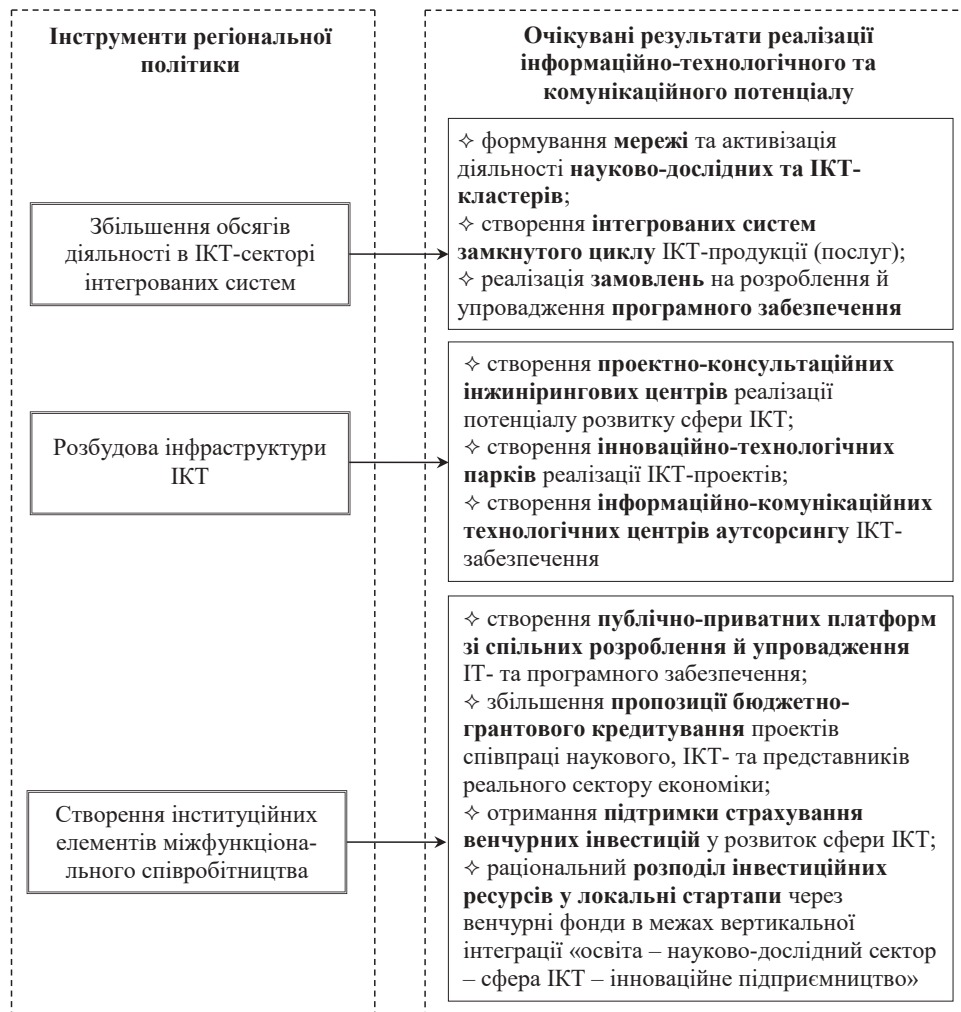 Інструменти регіональної
політики
Очікувані результати реалізації
інформаційно-технологічного та
комунікаційного потенціалу
Збільшення обсягів
діяльності в ІКТ-секторі
інтегрованих систем
✧ формування мережі та активізація
діяльності науково-дослідних та ІКТ-
кластерів;
✧ створення інтегрованих систем
замкнутого циклу ІКТ-продукції (послуг);
✧ реалізація замовлень на розроблення й
упровадження програмного забезпечення
Розбудова інфраструктури
ІКТ
✧ створення проектно-консультаційних
інжинірингових центрів реалізації
потенціалу розвитку сфери ІКТ;
✧ створення інноваційно-технологічних
парків реалізації ІКТ-проектів;
✧ створення інформаційно-комунікаційних
технологічних центрів аутсорсингу ІКТ-
забезпечення
Створення інституційних
елементів міжфункціона-
льного співробітництва
✧ створення публічно-приватних платформ
зі спільних розроблення й упровадження
ІТ- та програмного забезпечення;
✧ збільшення пропозиції бюджетно-
грантового кредитування проектів
співпраці наукового, ІКТ- та представників
реального сектору економіки;
✧ отримання підтримки страхування
венчурних інвестицій у розвиток сфери ІКТ;
✧ раціональний розподіл інвестиційних
ресурсів у локальні стартапи через
венчурні фонди в межах вертикальної
інтеграції «освіта – науково-дослідний сектор
– сфера ІКТ – інноваційне підприємництво»